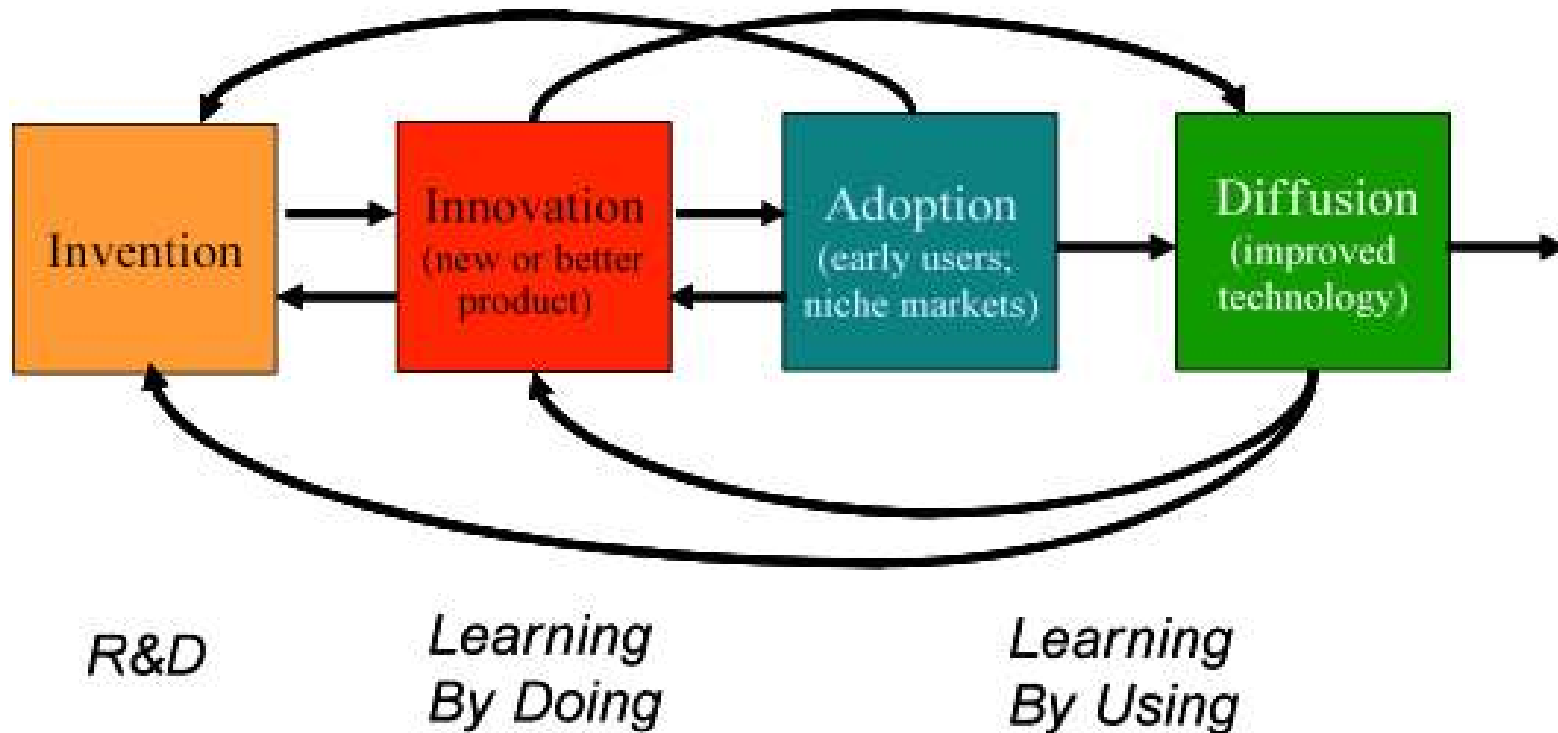 Invention
Innovation
(new or better
product)
Adoption
(early users;
niche markets)
Diffusion
(improved
technology)
R&D
Learning
By Doing
Learning
By Using